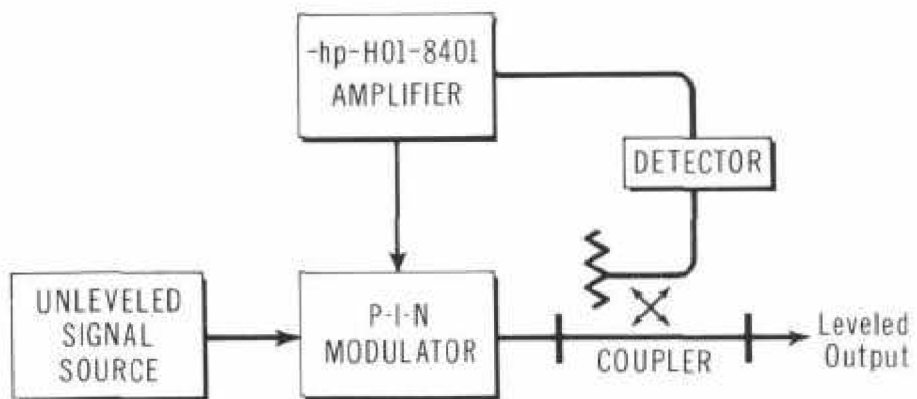 -hp-H01-8401
AMPLIFIER
DETECTOR
UNLEVELED
SIGNAL
SOURCE
P-I-N
MODULATOR
COUPLER
Leveled
Output